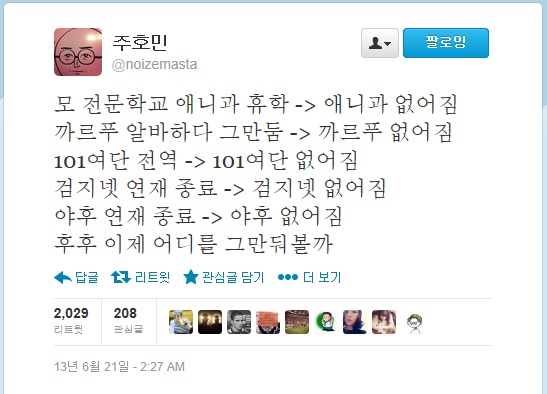 주호민
@noizemasta
팔로잉
모 전문학교 애니과 휴학 -> 애니과 없어짐
까르푸 알바하다 그만둠 -> 까르푸 없어짐
101여단 전역 -> 101여단 없어짐
검지넷 연재 종료 -> 검지넷 없어짐
야후 연재 종료 -> 야후 없어짐
후후 이제 어디를 그만둬볼까
답글 리트윗 관심글 담기 더 보기
2,029 208
리트윗 관심글
13년 6월 21일 - 2:27 AM